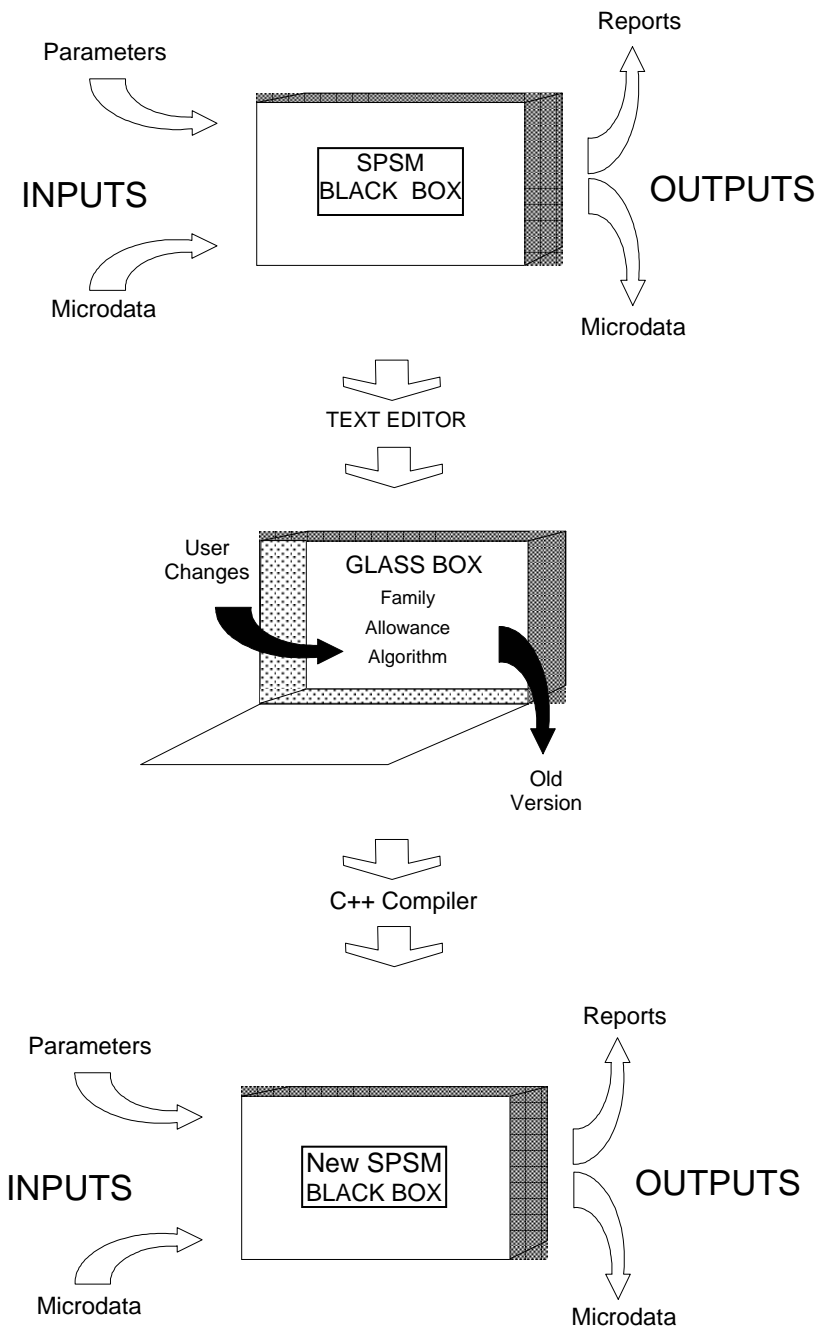 Reports
Parameters
SPSM
BLACK BOX
INPUTS
OUTPUTS
Microdata
Microdata
TEXT EDITOR
User
Changes
GLASS BOX
Family
Allowance
Algorithm
Old
Version
C++ Compiler
Reports
Parameters
New SPSM
BLACK BOX
INPUTS
OUTPUTS
Microdata
Microdata